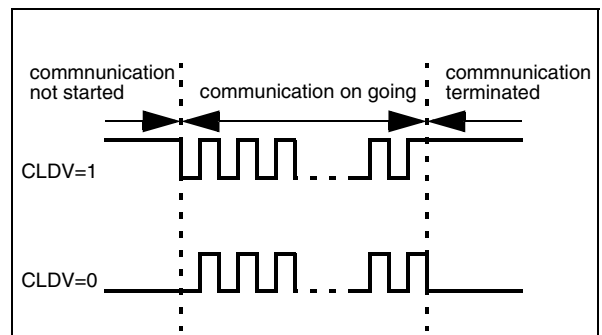 commnunication
not started
communication on going
commnunication
terminated
CLDV=1
CLDV=0